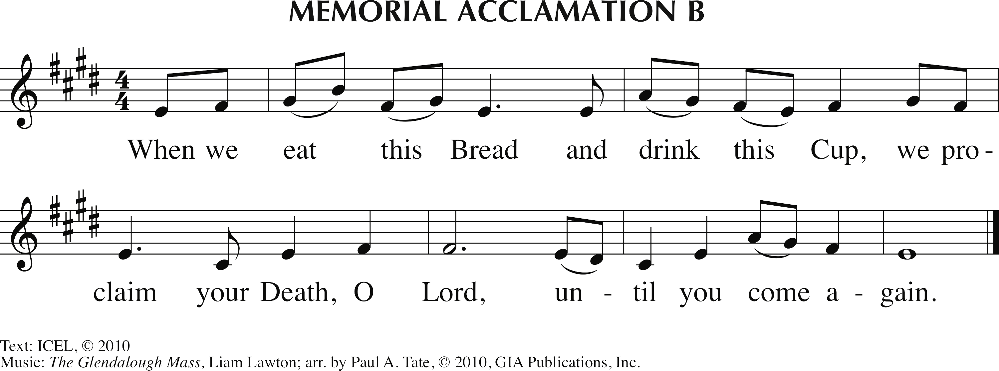 MEMORIAL ACCLAMATION B
4
4
When we eat this Bread and drink this Cup, we pro -
claim your Death, O Lord, un - til you come a - gain.
Text: ICEL, © 2010
Music: The Glendalough Mass, Liam Lawton; arr. by Paul A. Tate, © 2010, GIA Publications, Inc.